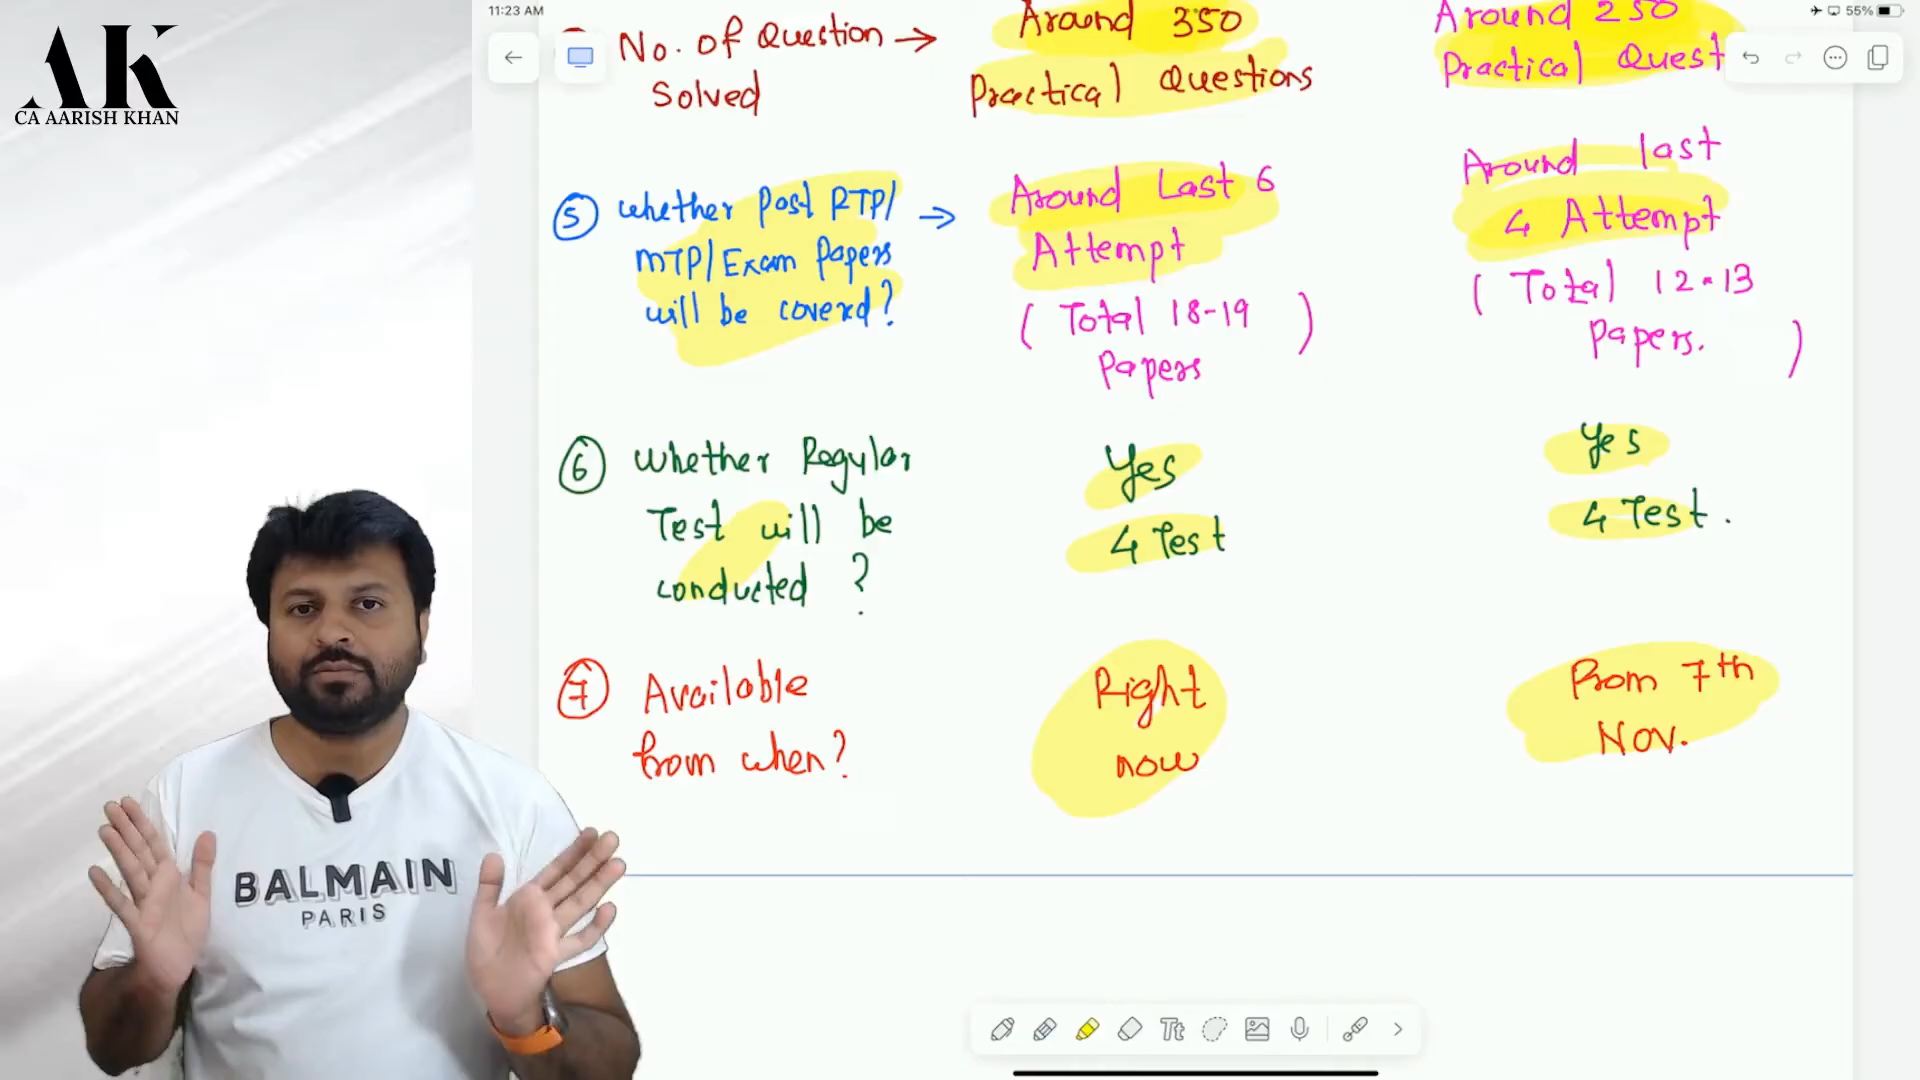 11:23 AM
55%
AK
CA AARISH KHAN
No. of Question → Around 350 Around 250
Solved Practical Questions Practical Quest
5 Whether Past RTP/ → Around Last 6 Around last
MTP/Exam Papers Attempt 4 Attempt
will be coverd? ( Total 18-19 ) ( Total 12-13
Papers Papers. )
6 Whether Regular Yes Yes
Test will be 4 Test 4 Test.
conducted ?
7 Available Right From 7th
from when? now Nov.
Tt
BALMAIN
PARIS